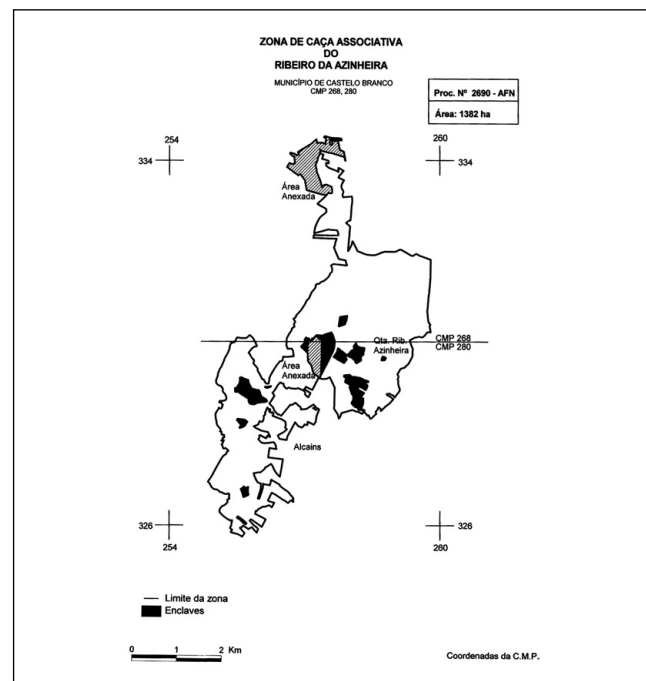 ZONA DE CAÇA ASSOCIATIVA
DO
RIBEIRO DA AZINHEIRA
MUNICÍPIO DE CASTELO BRANCO
CMP 268, 280
Proc. Nº 2690 - AFN
Área: 1382 ha
254
260
334
334
Área
Anexada
CMP 268
CMP 280
Qta. Rib.
Azinheira
Área
Anexada
Alcains
326
326
254
260
Limite da zona
Enclaves
0 1 2 Km
Coordenadas da C.M.P.